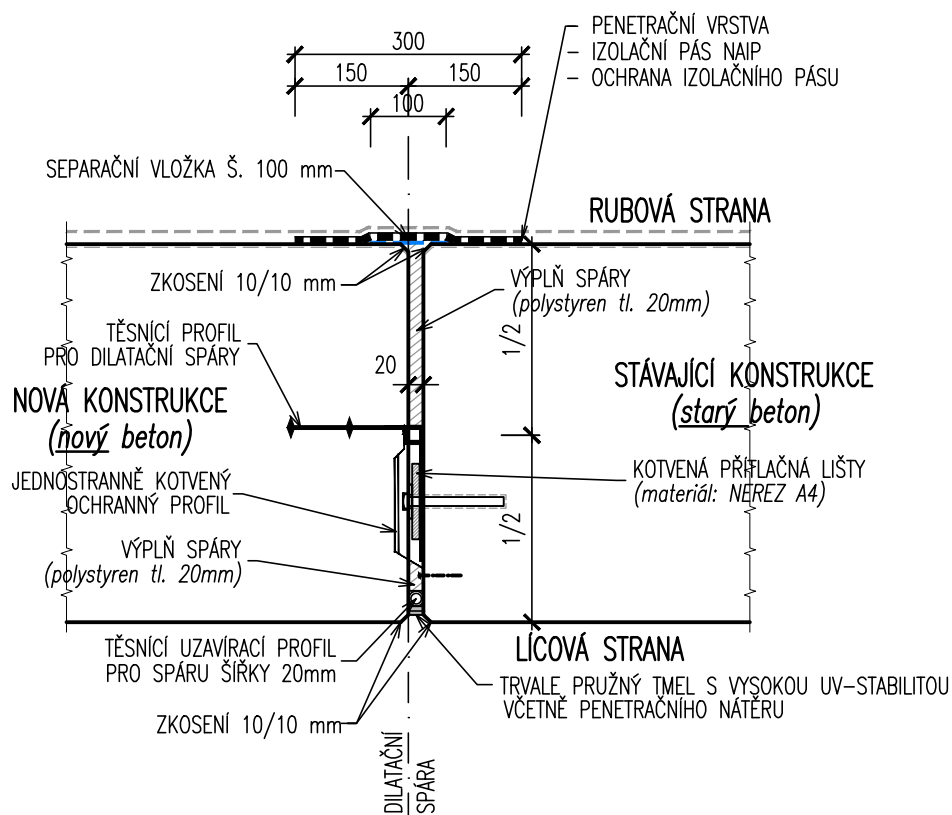 – PENETRAČNÍ VRSTVA
– IZOLAČNÍ PÁS NAIP
– OCHRANA IZOLAČNÍHO PÁSU
300
150
150
100
SEPARAČNÍ VLOŽKA Š. 100 mm
RUBOVÁ STRANA
ZKOSENÍ 10/10 mm
VÝPLŇ SPÁRY
(polystyren tl. 20mm)
1/2
TĚSNÍCÍ PROFIL
PRO DILATAČNÍ SPÁRY
20
STÁVAJÍCÍ KONSTRUKCE
(starý beton)
NOVÁ KONSTRUKCE
(nový beton)
KOTVENÁ PŘÍTLAČNÁ LIŠTY
(materiál: NEREZ A4)
JEDNOSTRANNĚ KOTVENÝ
OCHRANNÝ PROFIL
1/2
VÝPLŇ SPÁRY
(polystyren tl. 20mm)
TĚSNÍCÍ UZAVÍRACÍ PROFIL
PRO SPÁRU ŠÍŘKY 20mm
LÍCOVÁ STRANA
TRVALE PRUŽNÝ TMEL S VYSOKOU UV–STABILITOU
VČETNĚ PENETRAČNÍHO NÁTĚRU
ZKOSENÍ 10/10 mm
DILATAČNÍ
SPÁRA